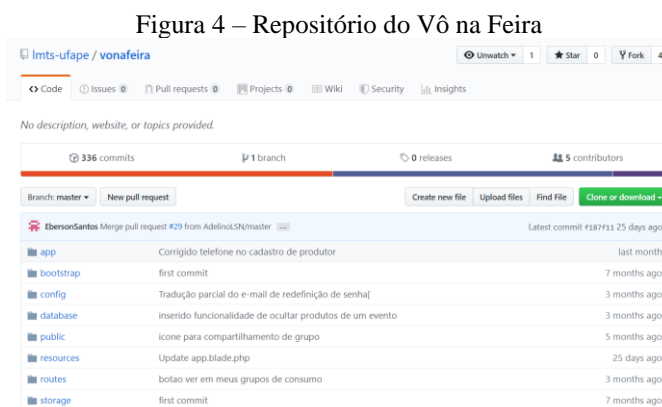 Figura 4 – Repositório do Vô na Feira
lmts-ufape / vonafeira
Unwatch 1 Star 0 Fork 4
Code Issues 0 Pull requests 0 Projects 0 Wiki Security Insights
No description, website, or topics provided.
336 commits 1 branch 0 releases 5 contributors
Branch: master New pull request Create new file Upload files Find File Clone or download
EbersonSantos Merge pull request #29 from AdelinoLSN/master ... Latest commit f187f11 25 days ago
app Corrigido telefone no cadastro de produtor last month
bootstrap first commit 7 months ago
config Tradução parcial do e-mail de redefinição de senha[ 3 months ago
database inserido funcionalidade de ocultar produtos de um evento 3 months ago
public icone para compartilhamento de grupo 5 months ago
resources Update app.blade.php 25 days ago
routes botao ver em meus grupos de consumo 3 months ago
storage first commit 7 months ago